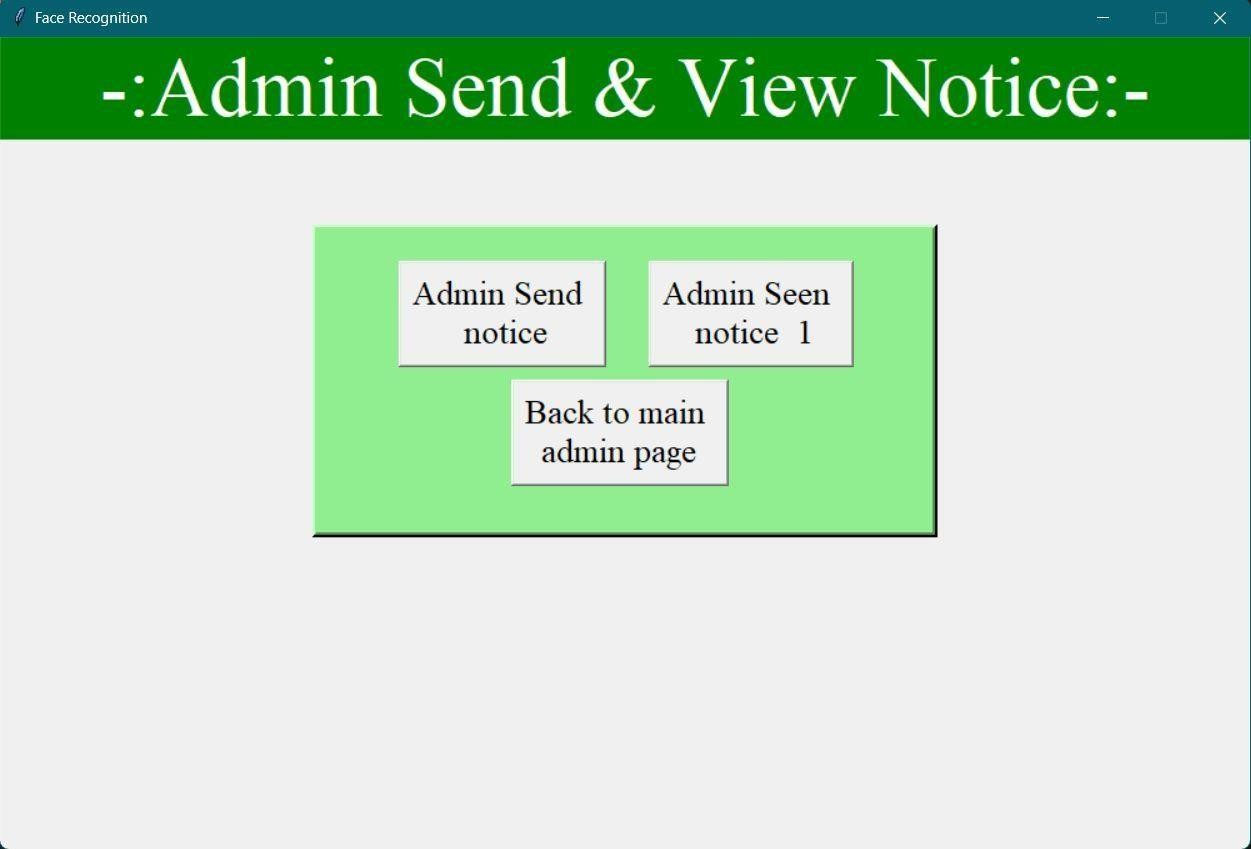 Face Recognition
-:Admin Send & View Notice:-
Admin Send
notice
Admin Seen
notice  1
Back to main
admin page